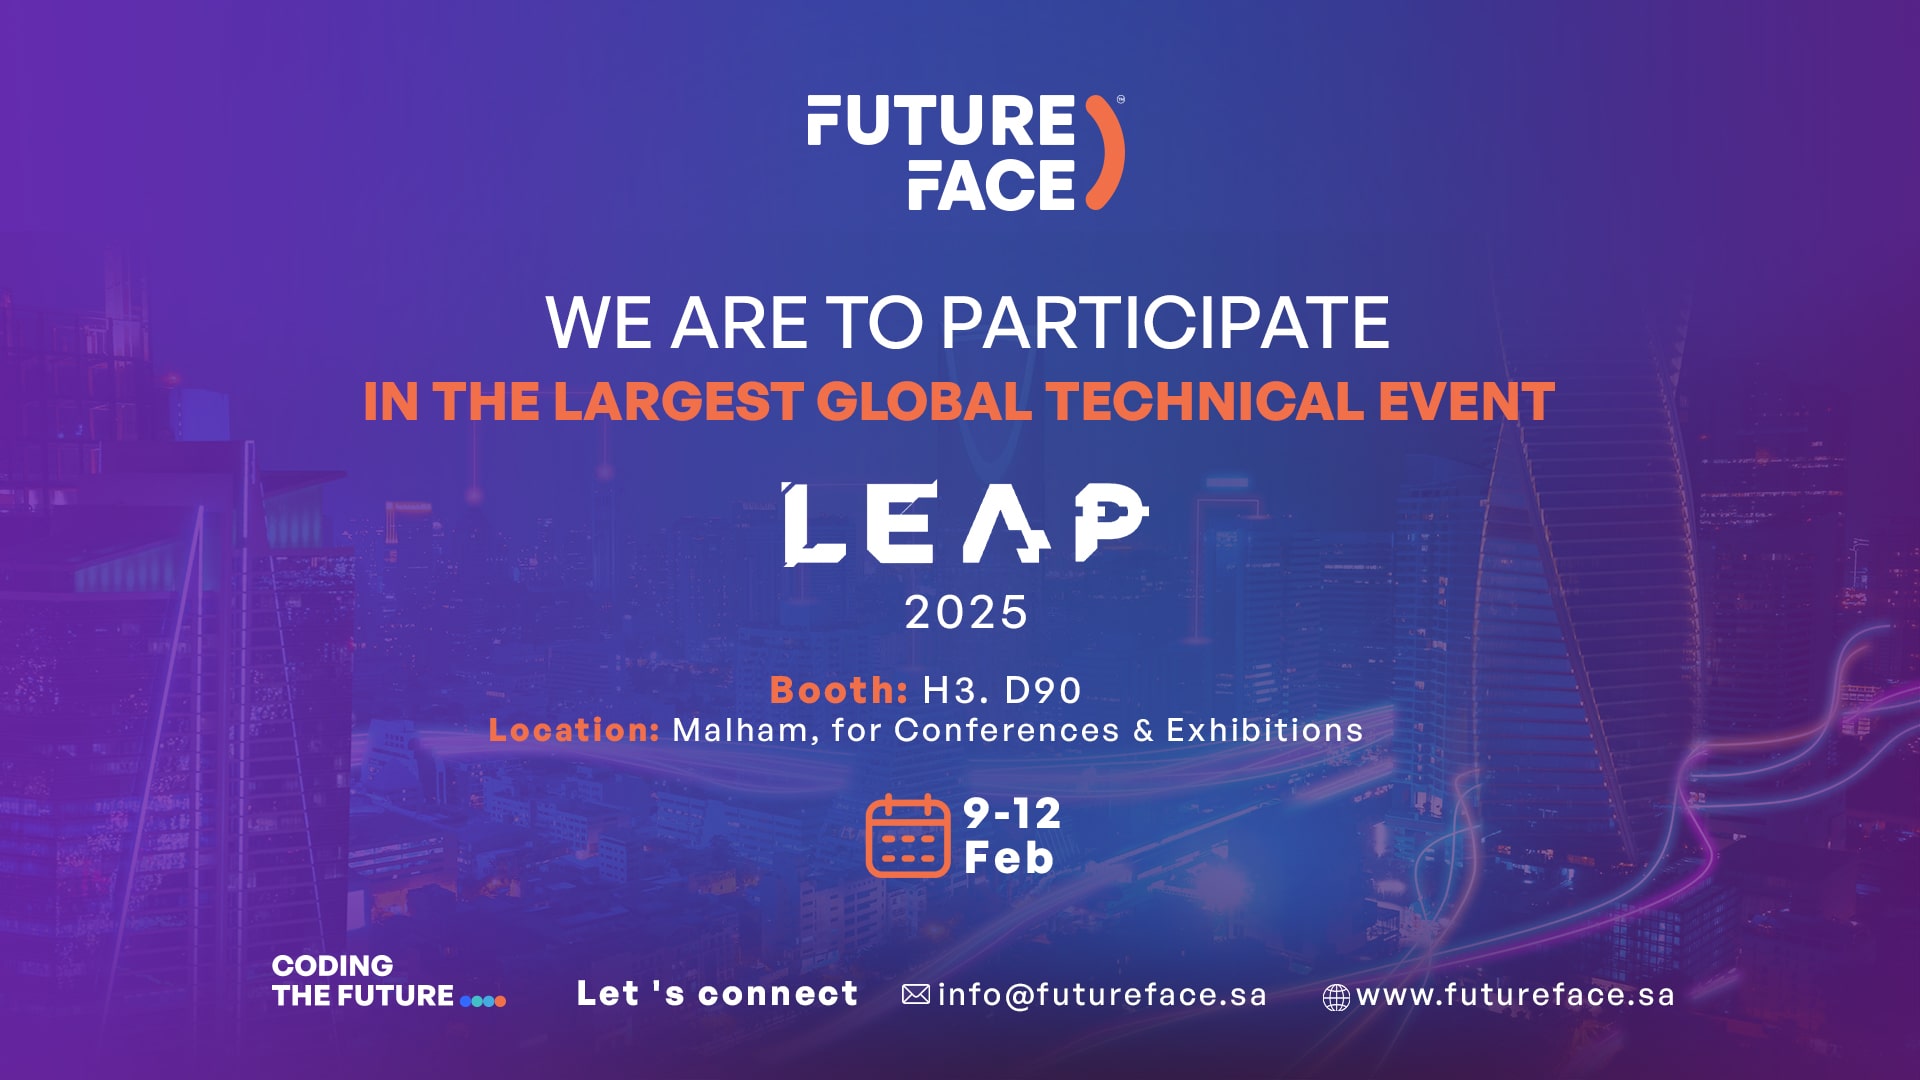 FUTURE
FACE
TM
WE ARE TO PARTICIPATE
IN THE LARGEST GLOBAL TECHNICAL EVENT
LEAP
2025
Booth: H3. D90
Location: Malham, for Conferences & Exhibitions
9-12
Feb
CODING
THE FUTURE
Let 's connect
info@futureface.sa
www.futureface.sa